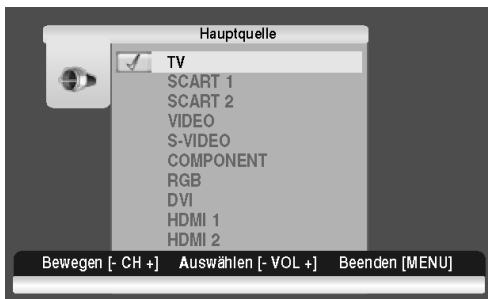 Hauptquelle
TV
SCART 1
SCART 2
VIDEO
S-VIDEO
COMPONENT
RGB
DVI
HDMI 1
HDMI 2
Bewegen [- CH +] Auswählen [- VOL +] Beenden [MENU]